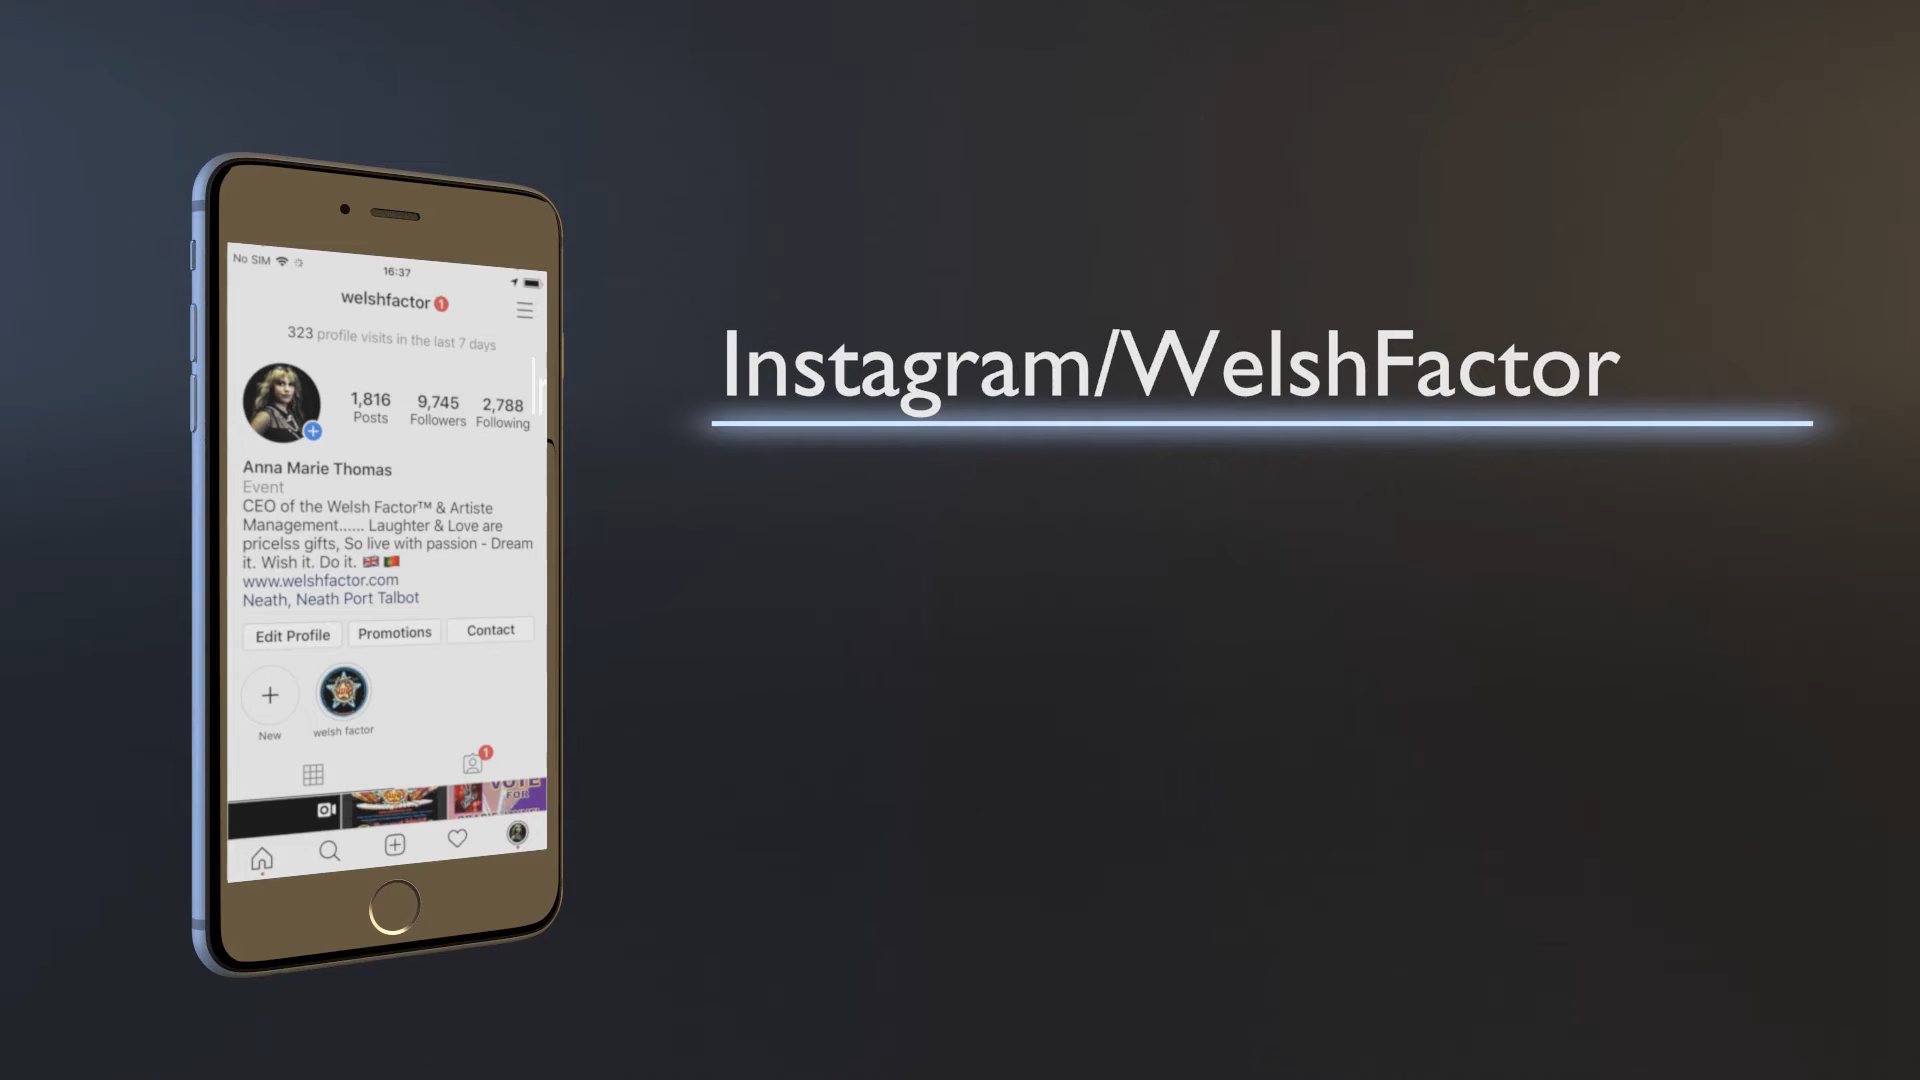 No SIM
16:37
welshfactor 1
323 profile visits in the last 7 days
1,816 9,745 2,788
Posts Followers Following
Anna Marie Thomas
Event
CEO of the Welsh Factor™ & Artiste
Management...... Laughter & Love are
pricelss gifts, So live with passion - Dream
it. Wish it. Do it. 🇬🇧 🇵🇹
www.welshfactor.com
Neath, Neath Port Talbot
Edit Profile Promotions Contact
New welsh factor
1
VOTE
FOR
Instagram/WelshFactor